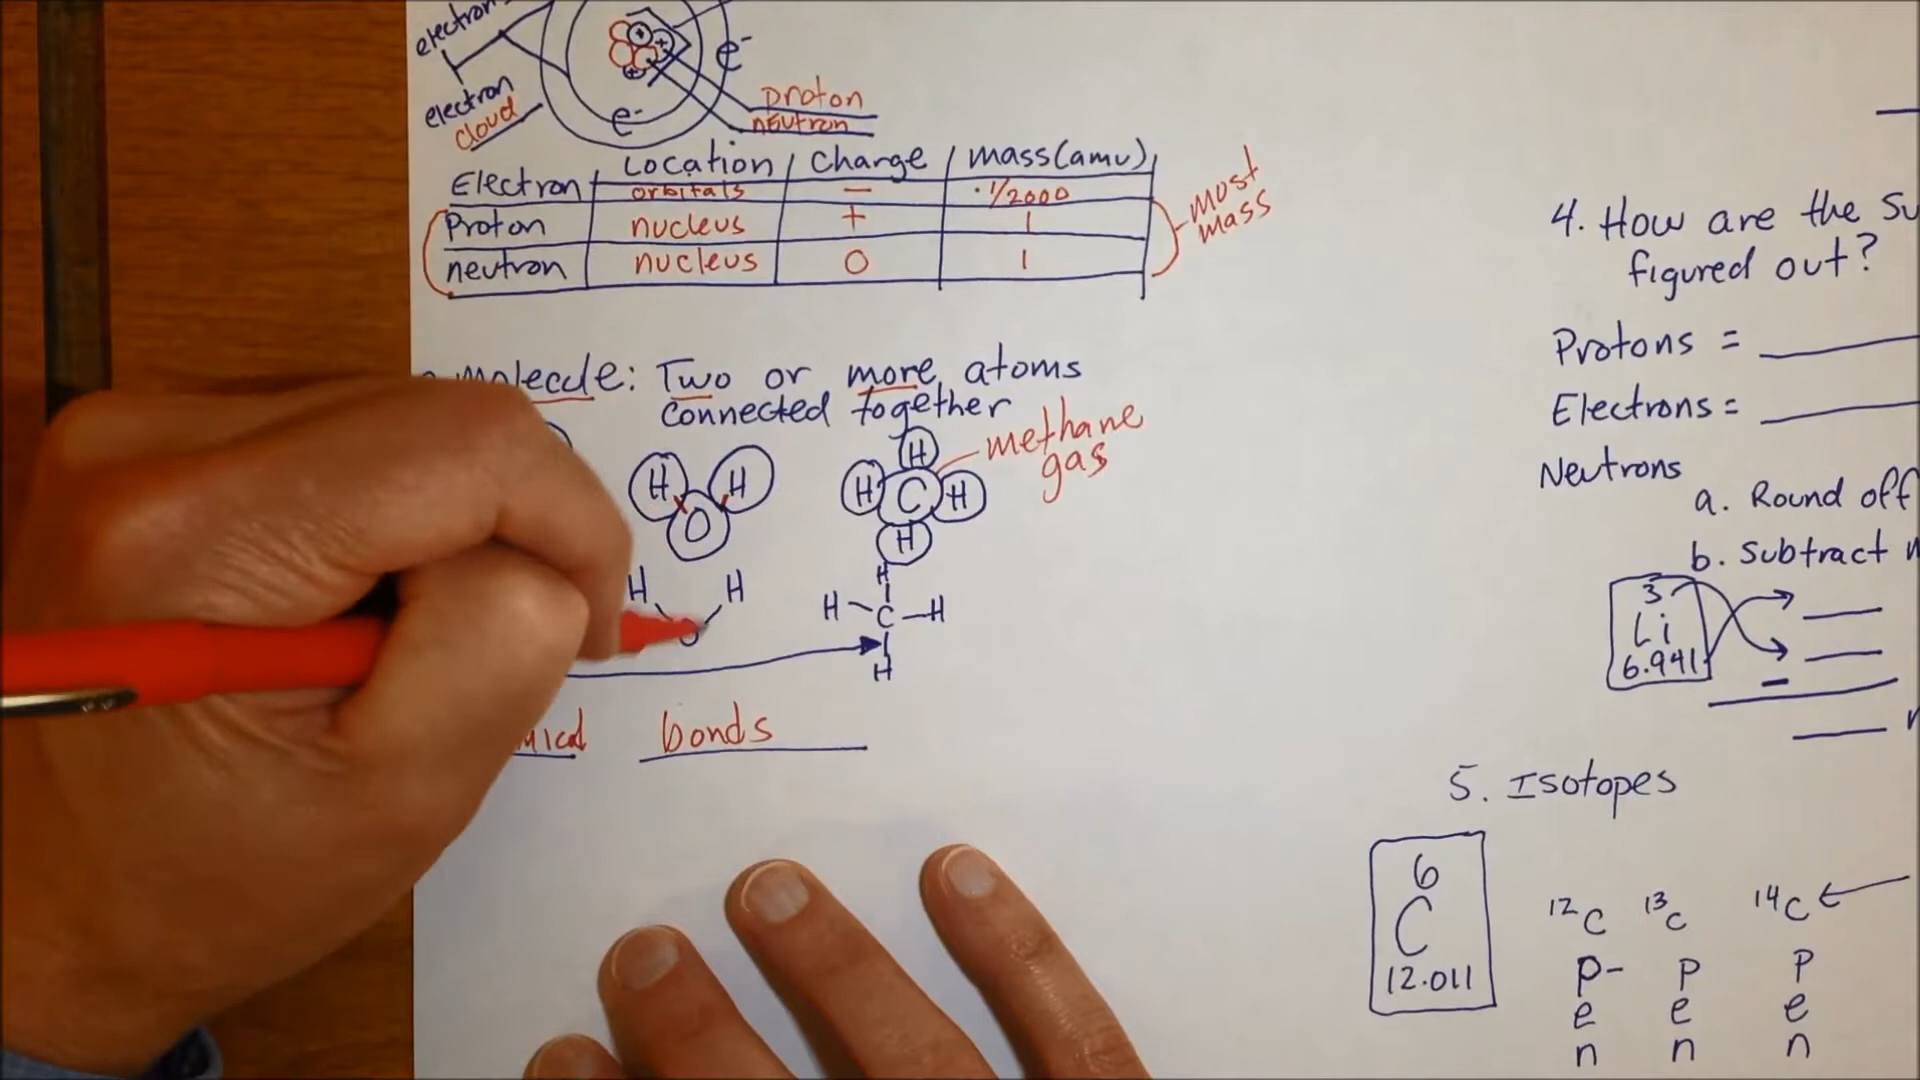 electron
electron
cloud
e-
e-
+
+
+
proton
neutron
Location Charge mass(amu)
Electron orbitals - 1/2000
Proton nucleus + 1
neutron nucleus 0 1
most
mass
molecule: Two or more atoms
connected together
methane
gas
H H
O
H
H C H
H
H H
O
H
H-C-H
H
bonds
4. How are the
figured out?
Protons =
Electrons =
Neutrons
a. Round off
b. Subtract
3
Li
6.941
-
5. Isotopes
6
C
12.011
12C 13C 14C
p- p p
e e e
n n n